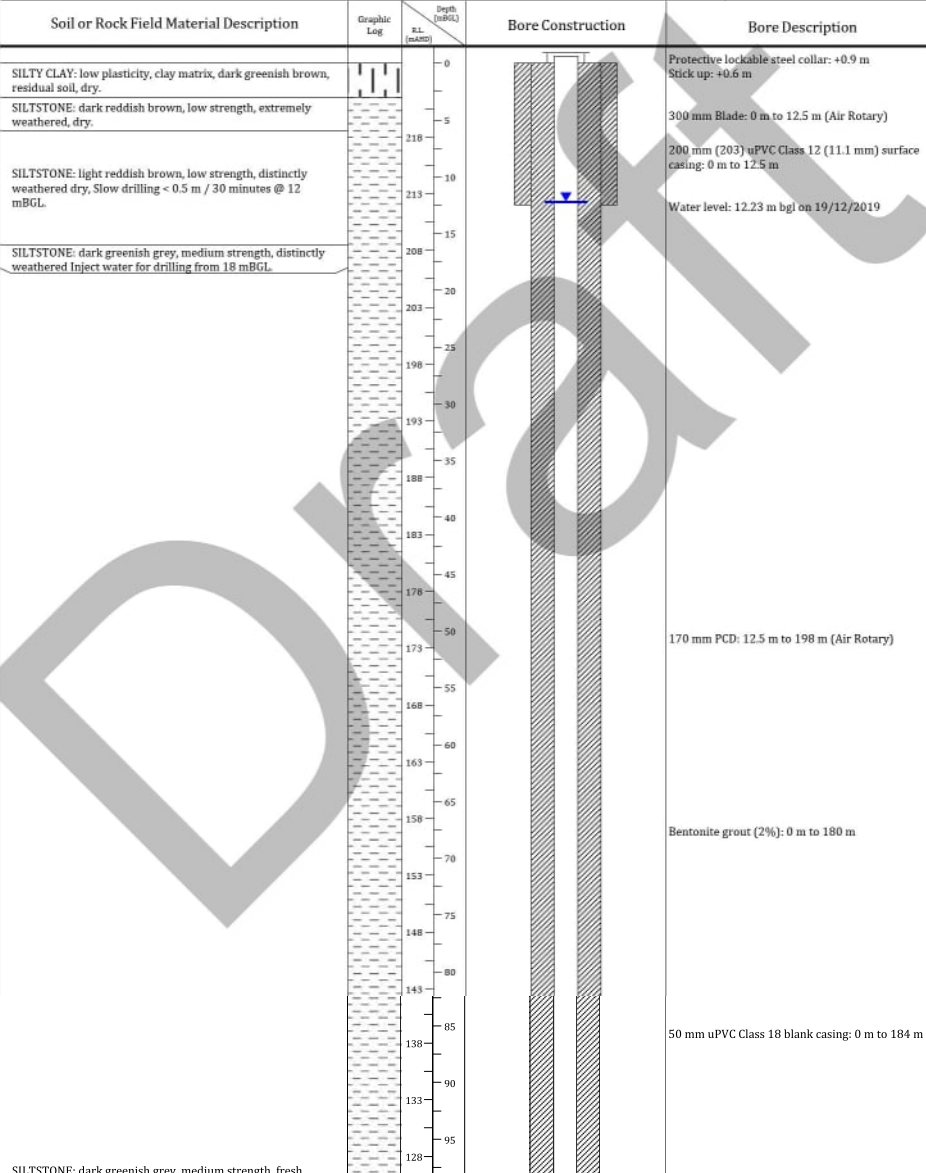 Soil or Rock Field Material Description
Graphic
Log
Depth
(mBGL)
R.L.
(mAHD)
Bore Construction
Bore Description
SILTY CLAY: low plasticity, clay matrix, dark greenish brown,
residual soil, dry.
SILTSTONE: dark reddish brown, low strength, extremely
weathered, dry.
SILTSTONE: light reddish brown, low strength, distinctly
weathered dry, Slow drilling < 0.5 m / 30 minutes @ 12
mBGL.
SILTSTONE: dark greenish grey, medium strength, distinctly
weathered Inject water for drilling from 18 mBGL.
SILTSTONE: dark greenish grey, medium strength, fresh
0
5
218
10
213
15
208
20
203
25
198
30
193
35
188
40
183
45
178
50
173
55
168
60
163
65
158
70
153
75
148
80
143
85
138
90
133
95
128
Protective lockable steel collar: +0.9 m
Stick up: +0.6 m
300 mm Blade: 0 m to 12.5 m (Air Rotary)
200 mm (203) uPVC Class 12 (11.1 mm) surface
casing: 0 m to 12.5 m
Water level: 12.23 m bgl on 19/12/2019
170 mm PCD: 12.5 m to 198 m (Air Rotary)
Bentonite grout (2%): 0 m to 180 m
50 mm uPVC Class 18 blank casing: 0 m to 184 m
Draft